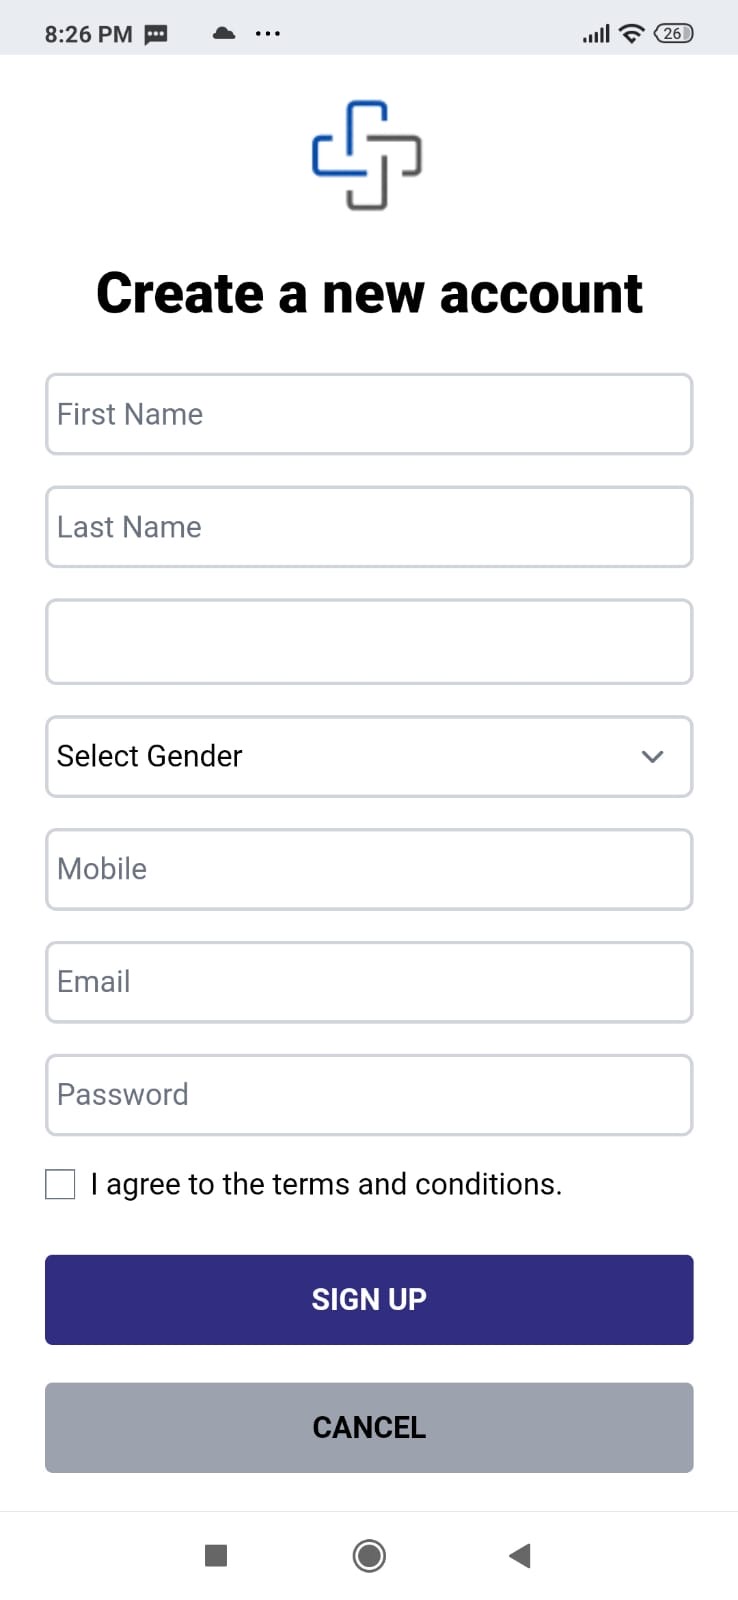 8:26 PM
26
Create a new account
First Name
Last Name
Select Gender
Mobile
Email
Password
I agree to the terms and conditions.
SIGN UP
CANCEL